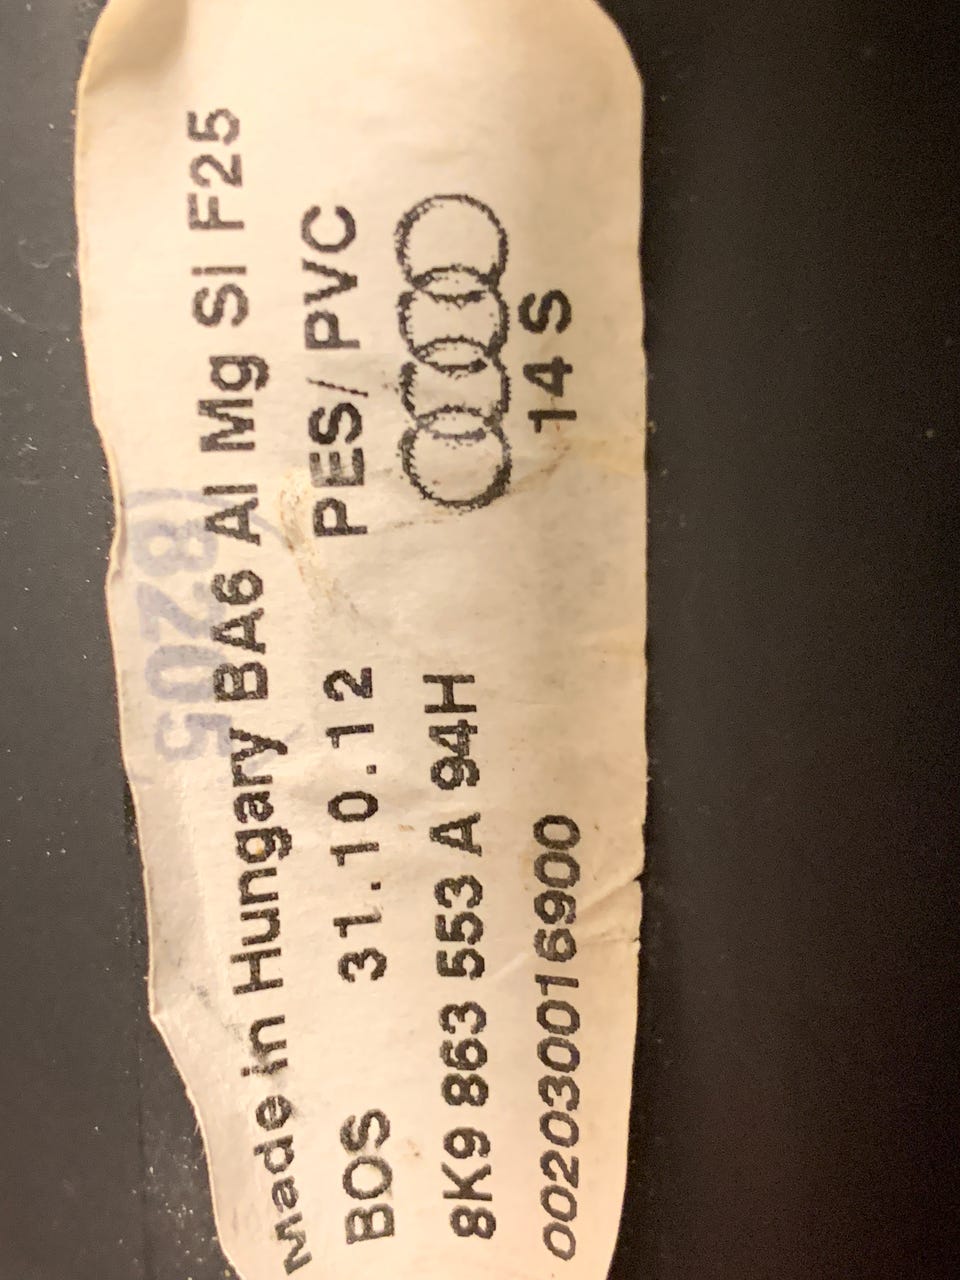 Made in Hungary BA6 Al Mg Si F25
BOS 31.10.12 PES/ PVC
8K9 863 553 A 94H
002030016900 14 S